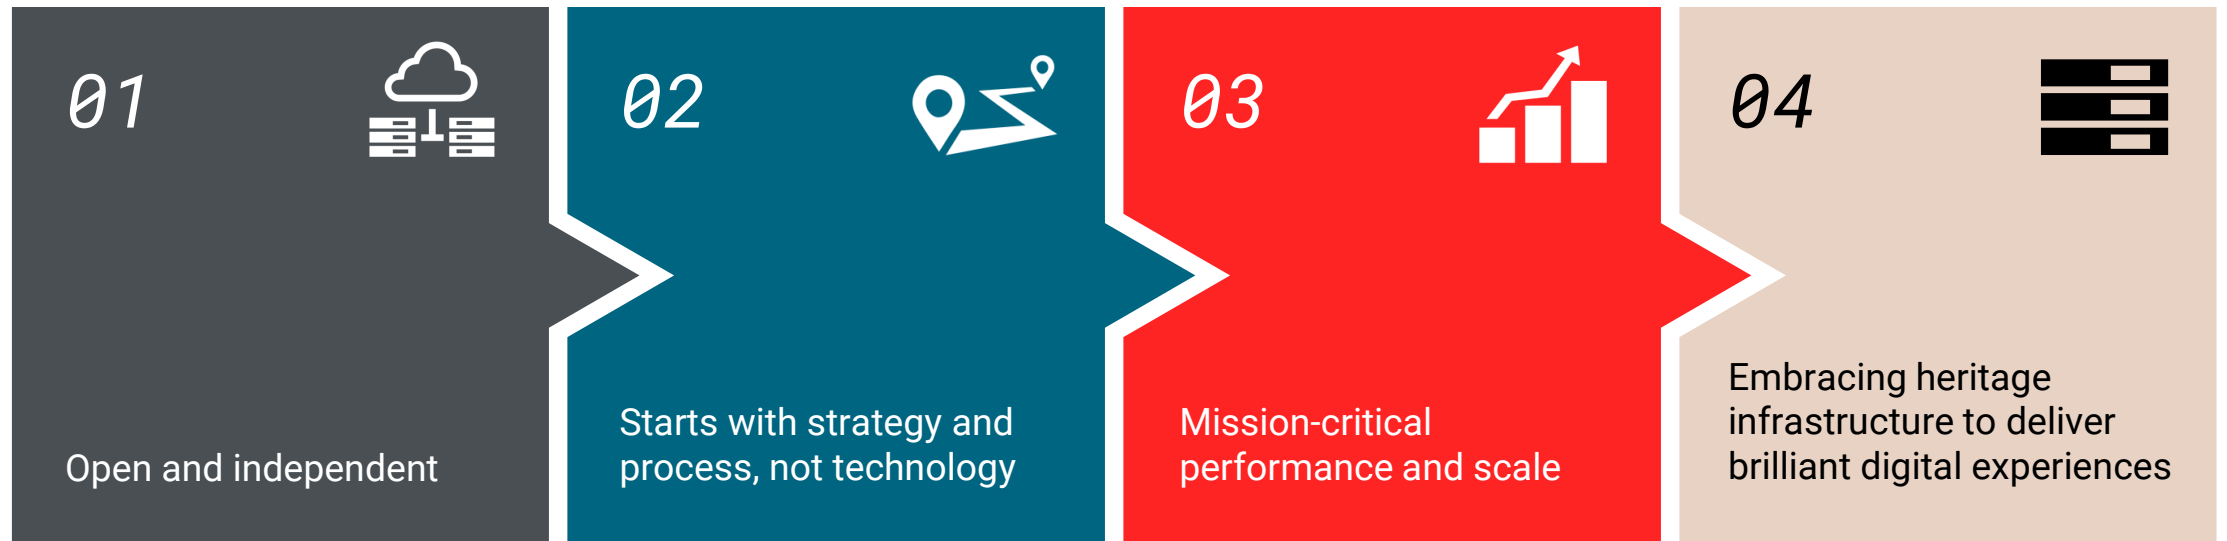 01
Open and independent
02
Starts with strategy and
process, not technology
03
Mission-critical
performance and scale
04
Embracing heritage
infrastructure to deliver
brilliant digital experiences